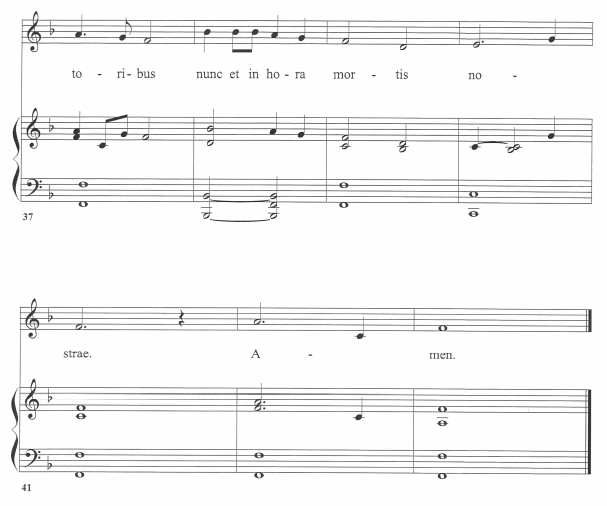 to - ri- bus nunc et in ho - ra mor - tis no -
37
strae. A - men.
41